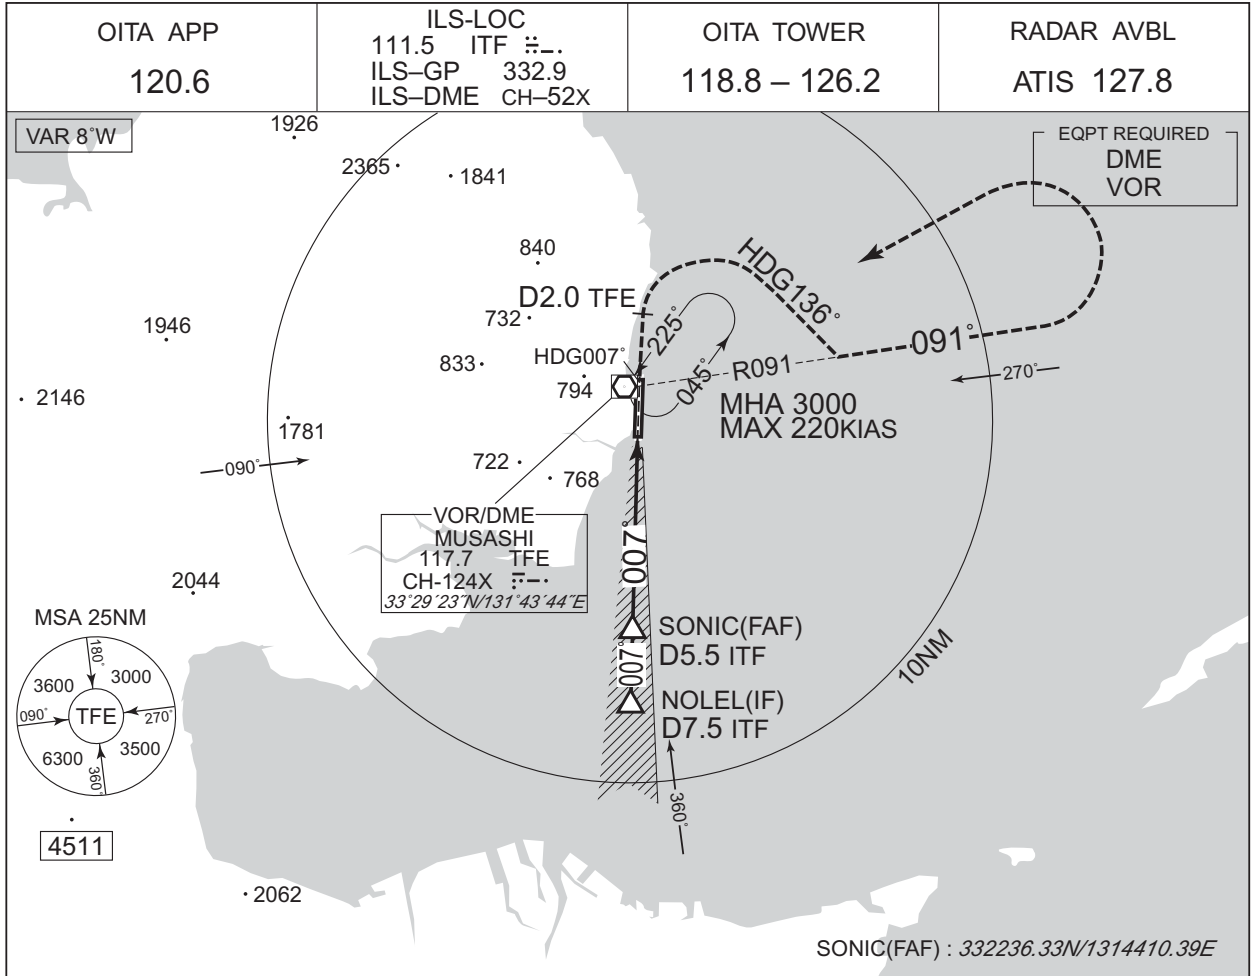 OITA APP
120.6
ILS-LOC
111.5 ITF
ILS–GP 332.9
ILS–DME CH–52X
OITA TOWER
118.8 – 126.2
RADAR AVBL
ATIS 127.8
VAR 8°W
EQPT REQUIRED
DME
VOR
1926
2365
1841
840
D2.0 TFE
732
1946
833
HDG007°
794
2146
1781
090°
722
768
225°
045°
HDG136°
R091
091°
270°
MHA 3000
MAX 220KIAS
VOR/DME
MUSASHI
117.7 TFE
CH-124X
33°29′23″N/131°43′44″E
2044
007°
SONIC(FAF)
D5.5 ITF
007°
NOLEL(IF)
D7.5 ITF
10NM
360°
MSA 25NM
180°
3600
3000
090°
TFE
270°
6300
3500
360°
4511
2062
SONIC(FAF) : 332236.33N/1314410.39E